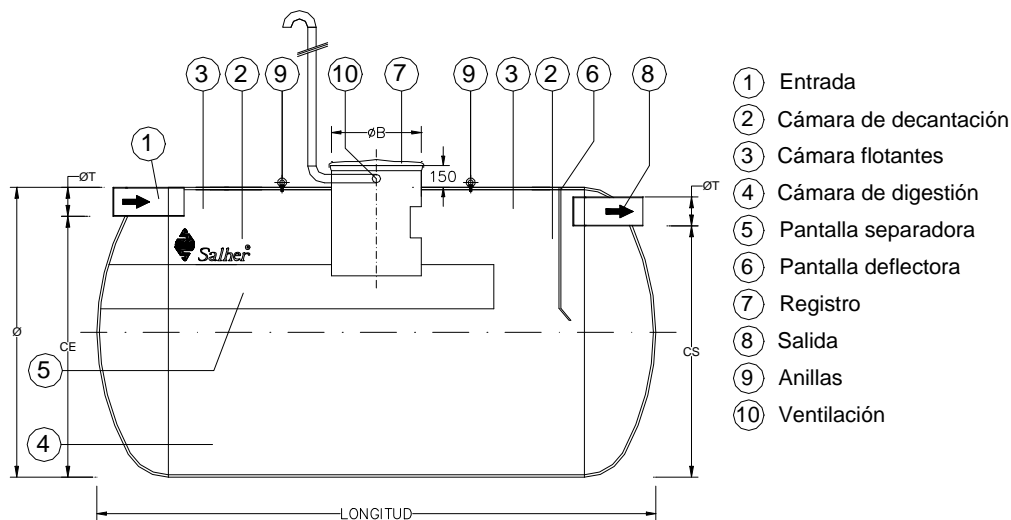 3 2 9 10 7 9 3 2 6 8
1
øB
150
ØT
ØT
Salher®
Ø
CE
CS
5
4
LONGITUD
1 Entrada
2 Cámara de decantación
3 Cámara flotantes
4 Cámara de digestión
5 Pantalla separadora
6 Pantalla deflectora
7 Registro
8 Salida
9 Anillas
10 Ventilación